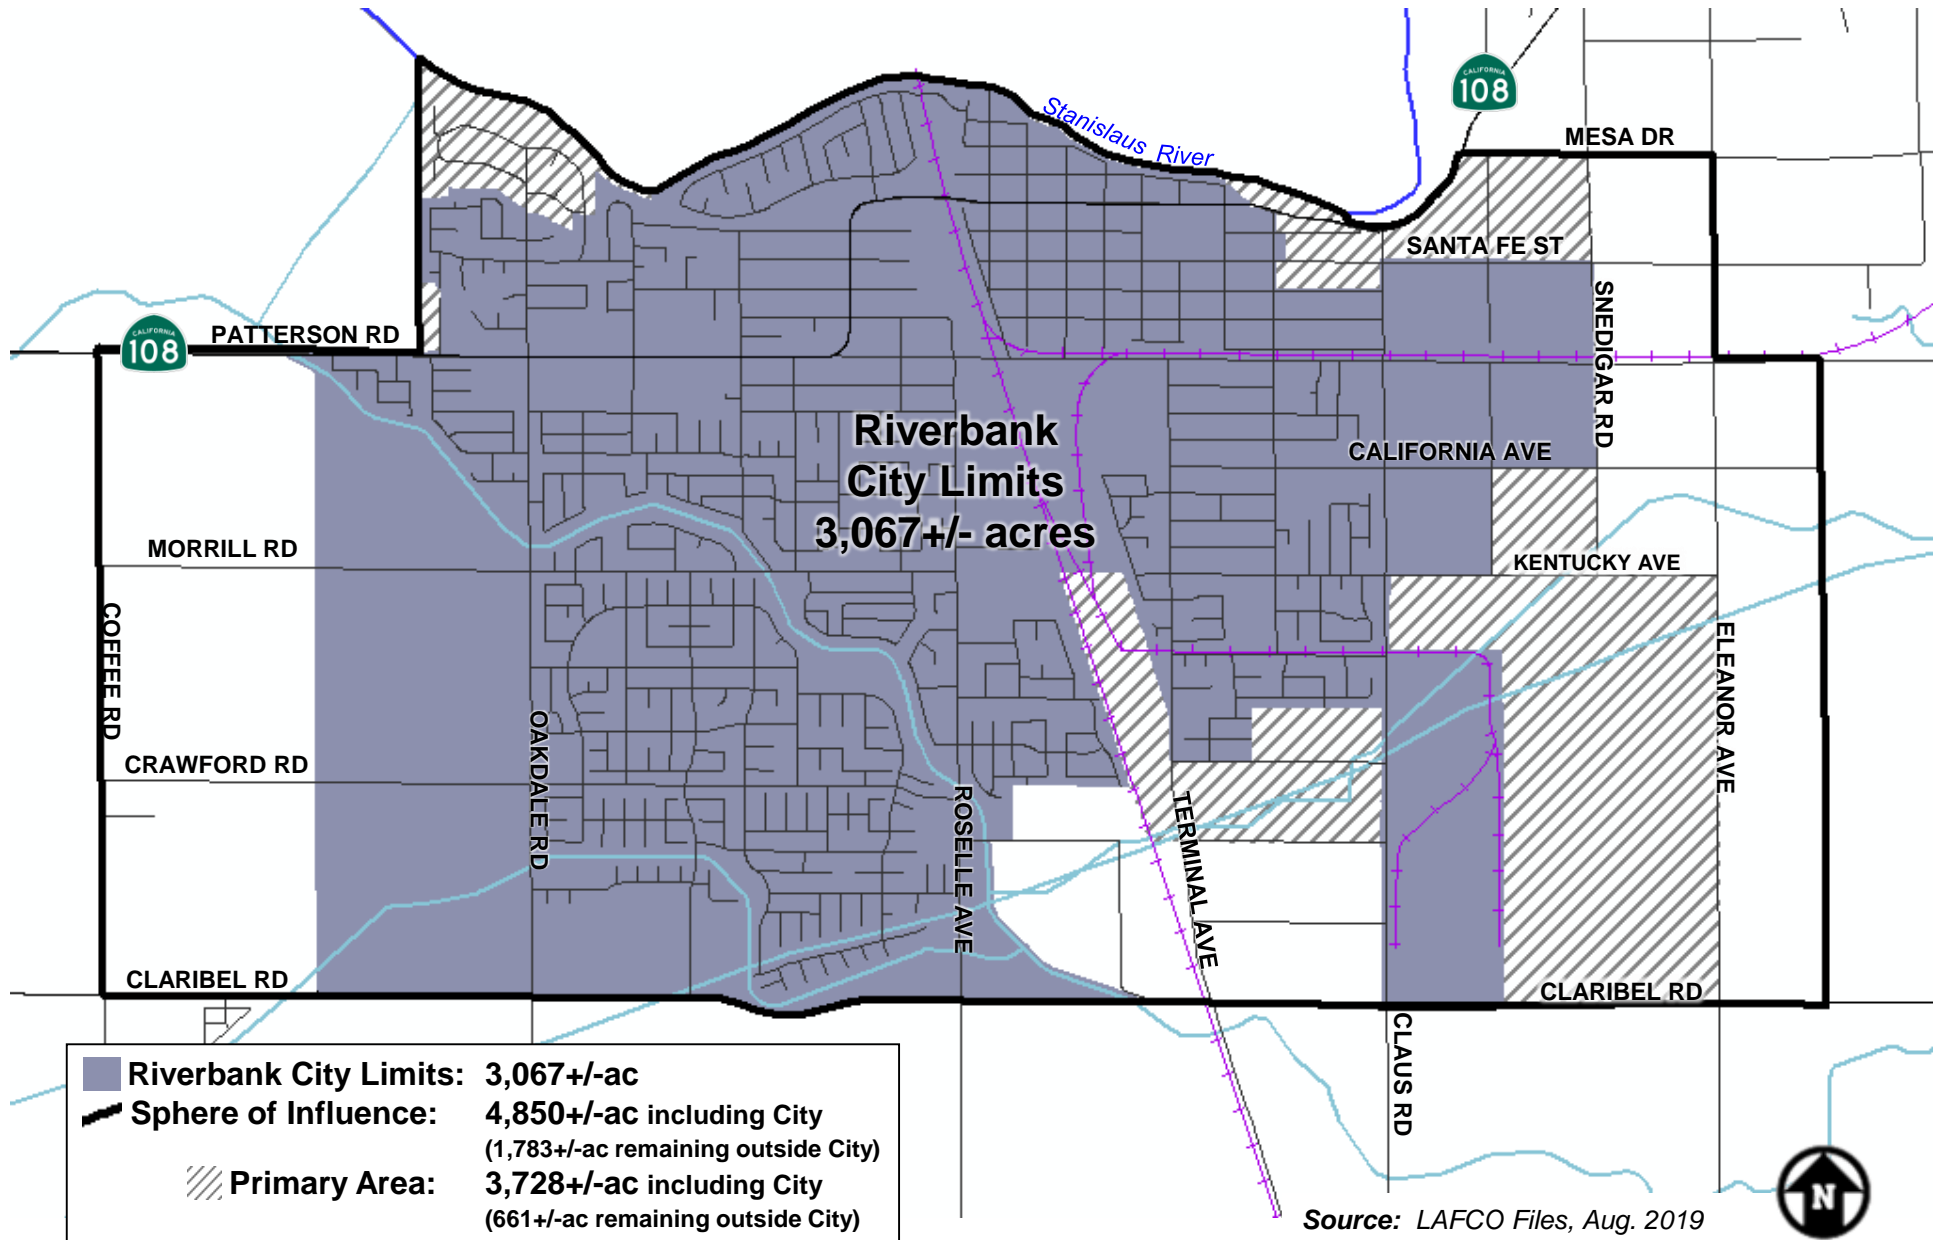 Stanislaus River
CALIFORNIA
108
MESA DR
SANTA FE ST
SNEDIGAR RD
PATTERSON RD
CALIFORNIA
108
Riverbank
City Limits
3,067+/- acres
CALIFORNIA AVE
MORRILL RD
KENTUCKY AVE
COFFEE RD
ELEANOR AVE
OAKDALE RD
CRAWFORD RD
ROSELLE AVE
TERMINAL AVE
CLARIBEL RD
CLARIBEL RD
CLAUS RD
Riverbank City Limits: 3,067+/-ac
Sphere of Influence: 4,850+/-ac including City
(1,783+/-ac remaining outside City)
Primary Area: 3,728+/-ac including City
(661+/-ac remaining outside City)
Source: LAFCO Files, Aug. 2019
N